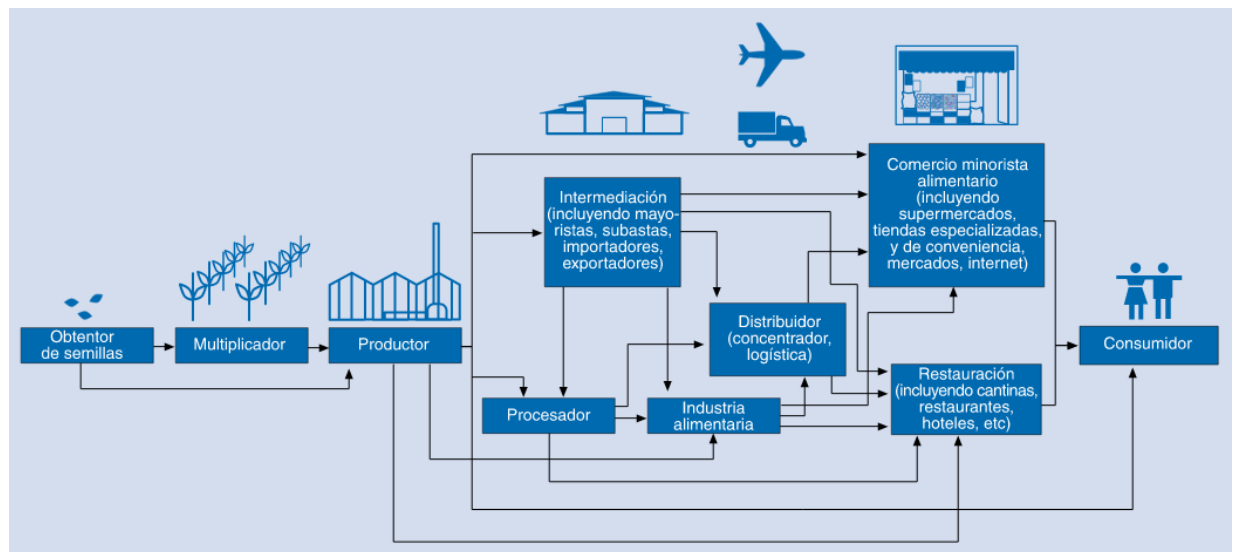 Obtentor
de semillas
Multiplicador
Productor
Intermediación
(incluyendo mayo-
ristas, subastas,
importadores,
exportadores)
Procesador
Industria
alimentaria
Distribuidor
(concentrador,
logística)
Comercio minorista
alimentario
(incluyendo
supermercados,
tiendas especializadas,
y de conveniencia,
mercados, internet)
Restauración
(incluyendo cantinas,
restaurantes,
hoteles, etc)
Consumidor